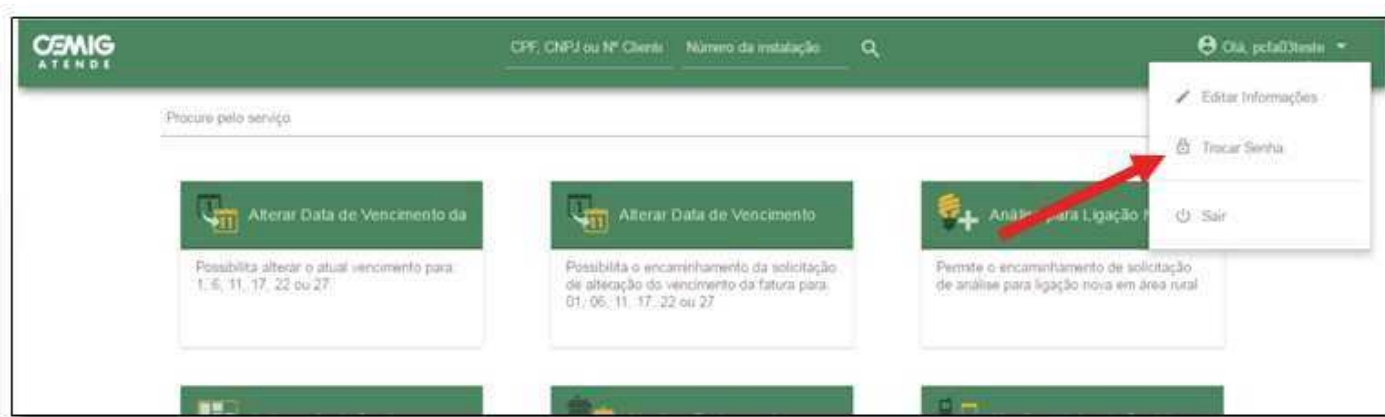 CEMIG
ATENDE
CPF, CNPJ ou Nº Cliente
Número da instalação
Olá, pcfa03teste
Editar Informações
Trocar Senha
Sair
Procure pelo serviço
Alterar Data de Vencimento da
Possibilita alterar o atual vencimento para:
1, 6, 11, 17, 22 ou 27
Alterar Data de Vencimento
Possibilita o encaminhamento da solicitação
de alteração do vencimento da fatura para:
01, 06, 11, 17, 22 ou 27
para Ligação
Permite o encaminhamento de solicitação
de análise para ligação nova em área rural